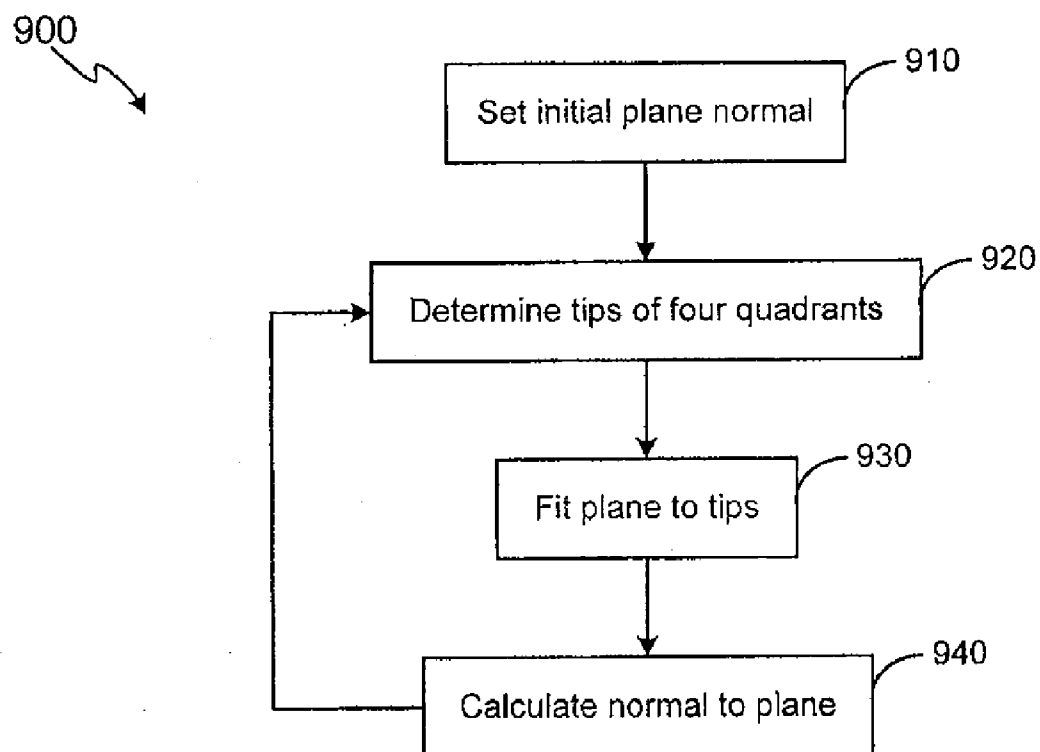 900
910
Set initial plane normal
920
Determine tips of four quadrants
930
Fit plane to tips
940
Calculate normal to plane